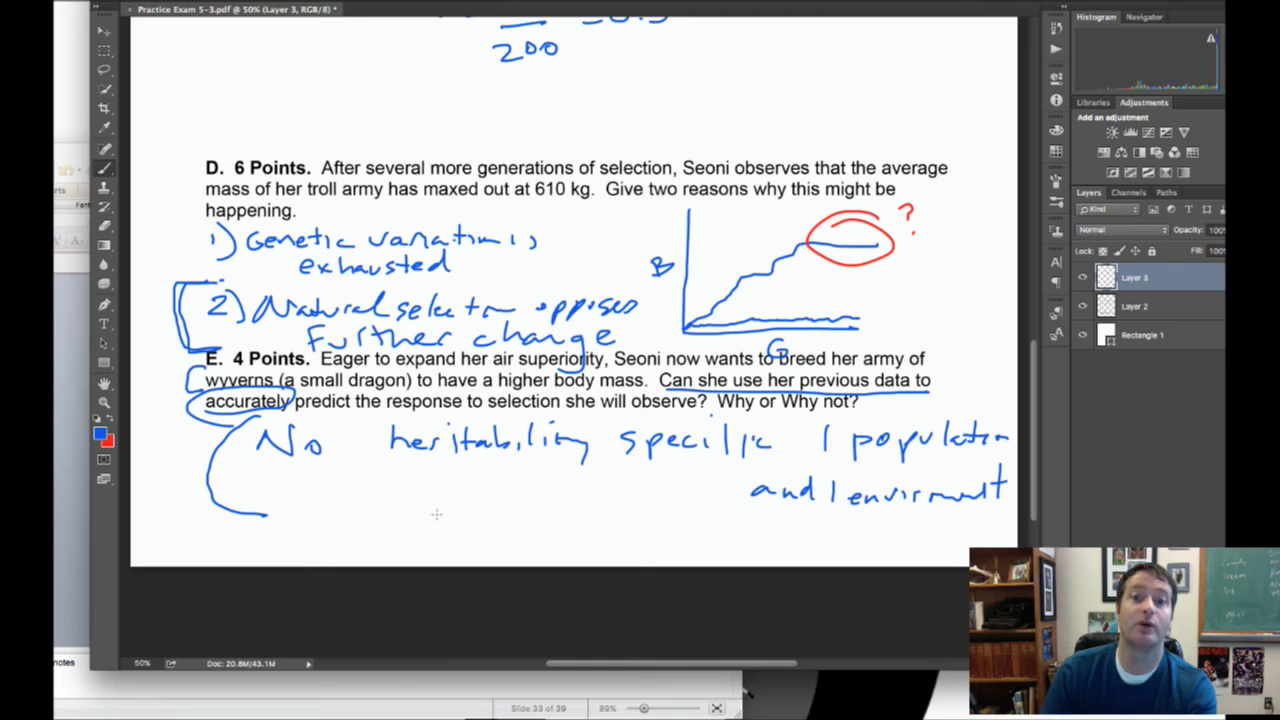 Practice Exam 5-3.pdf @ 50% (Layer 3, RGB/8) *
Histogram
Navigator
200
Libraries
Adjustments
Add an adjustment
D. 6 Points. After several more generations of selection, Seoni observes that the average
mass of her troll army has maxed out at 610 kg. Give two reasons why this might be
happening.
?
1) Genetic variation is
exhausted
B
2) Natural selection opposes
Further change
G
E. 4 Points. Eager to expand her air superiority, Seoni now wants to breed her army of
wyverns (a small dragon) to have a higher body mass. Can she use her previous data to
accurately predict the response to selection she will observe? Why or Why not?
No heritability specific 1 population
and 1 enviroment
Layers
Channels
Paths
Kind
Normal
Opacity:
Lock:
Fill:
Layer 3
Layer 2
Rectangle 1
50%
Doc: 20.8M/43.1M
notes
Slide 33 of 39
89%